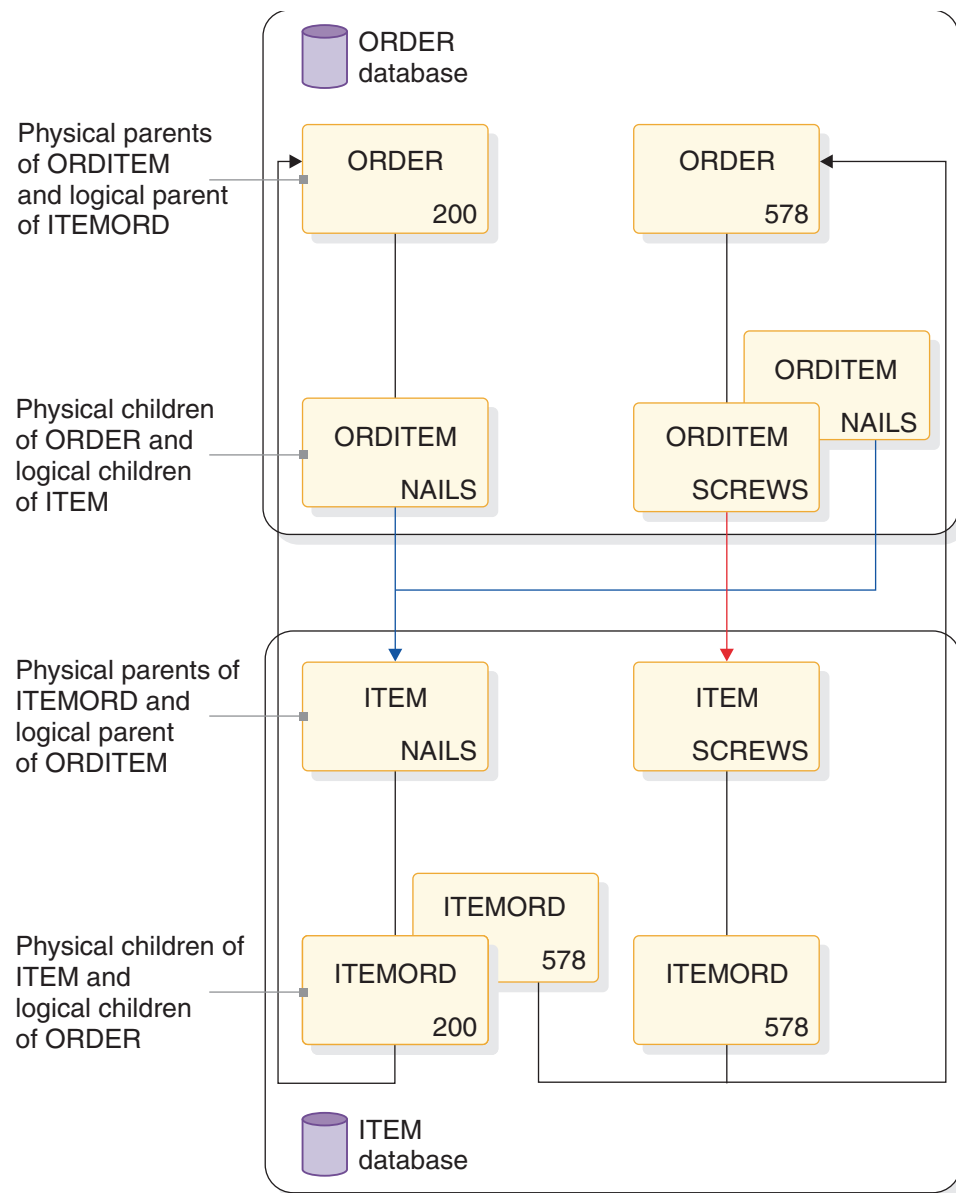 ORDER
database
Physical parents
of ORDITEM
and logical parent
of ITEMORD
ORDER
200
ORDER
578
Physical children
of ORDER and
logical children
of ITEM
ORDITEM
NAILS
ORDITEM
SCREWS
ORDITEM
NAILS
Physical parents of
ITEMORD and
logical parent
of ORDITEM
ITEM
NAILS
ITEM
SCREWS
Physical children of
ITEM and
logical children
of ORDER
ITEMORD
200
ITEMORD
578
ITEMORD
578
ITEM
database